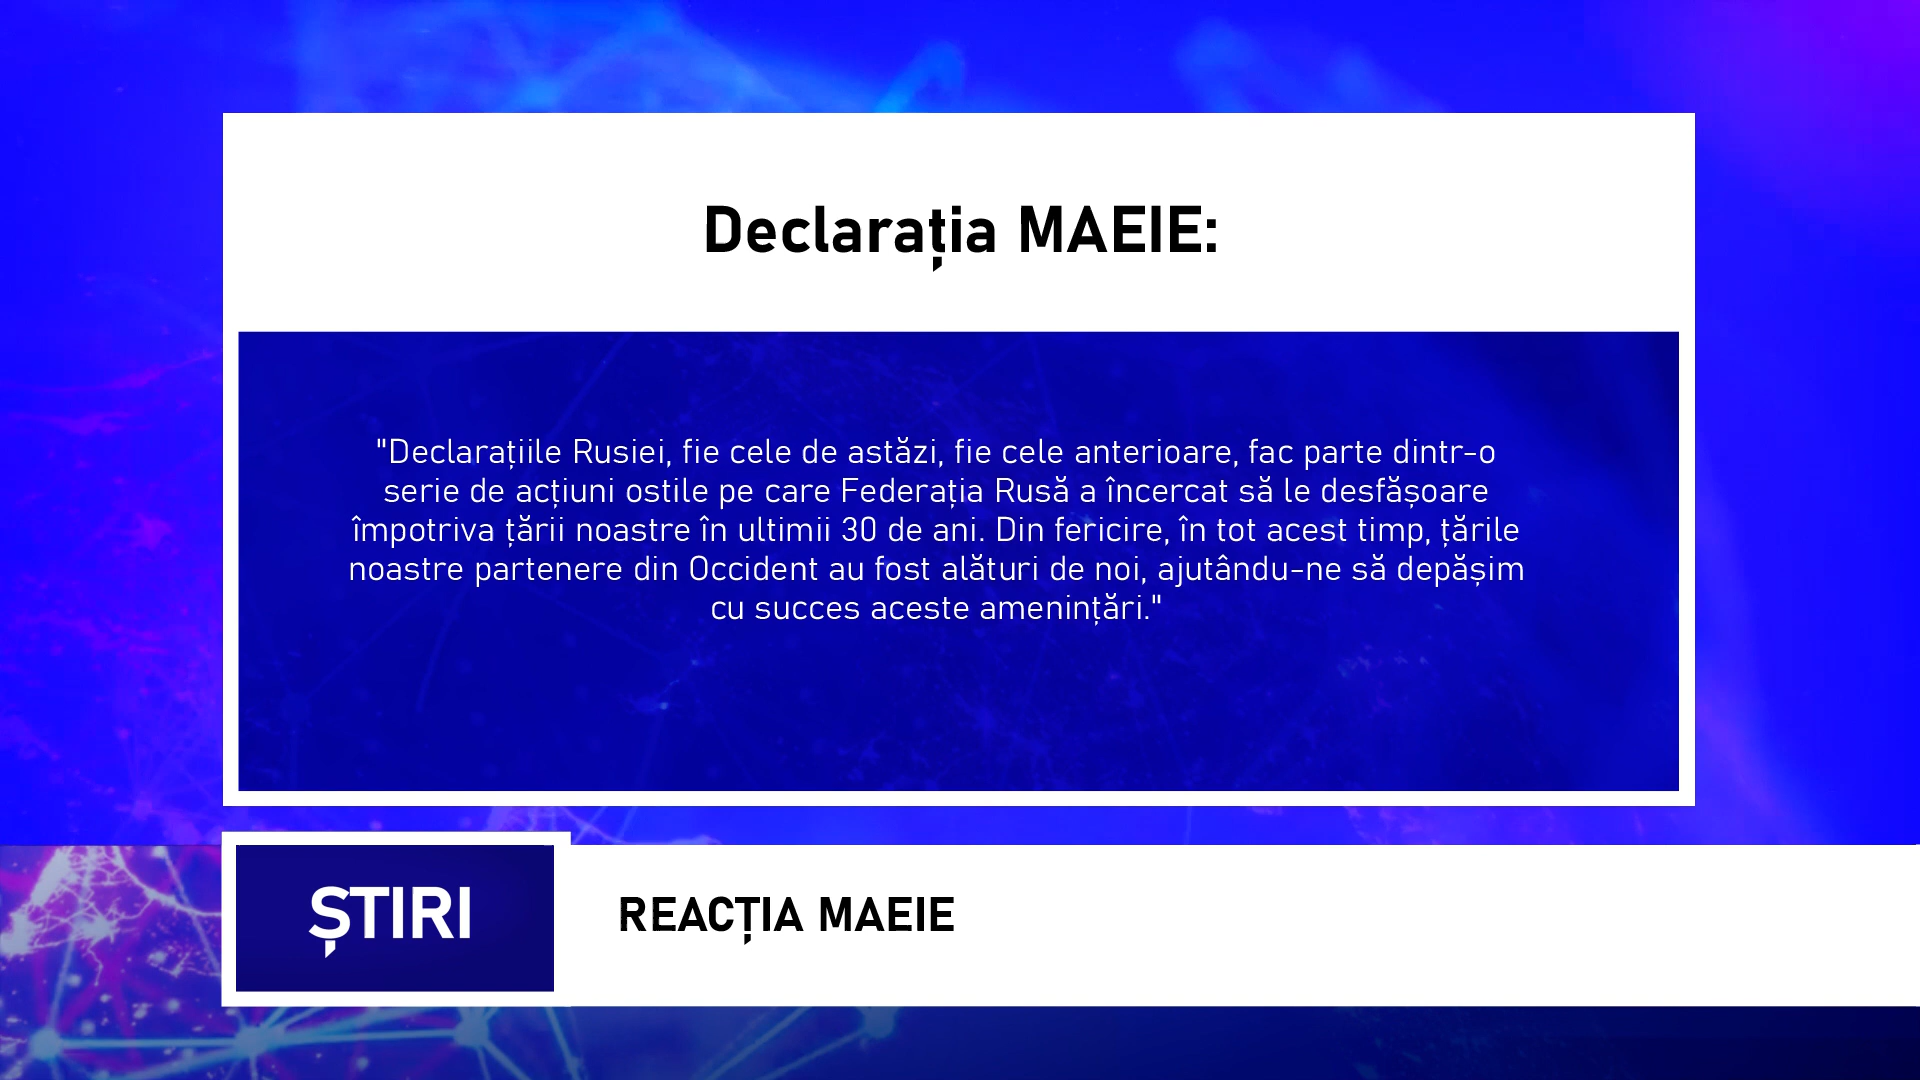 Declarația MAEIE:
"Declarațiile Rusiei, fie cele de astăzi, fie cele anterioare, fac parte dintr-o
serie de acțiuni ostile pe care Federația Rusă a încercat să le desfășoare
împotriva țării noastre în ultimii 30 de ani. Din fericire, în tot acest timp, țările
noastre partenere din Occident au fost alături de noi, ajutându-ne să depășim
cu succes aceste amenințări."
ȘTIRI
REACȚIA MAEIE